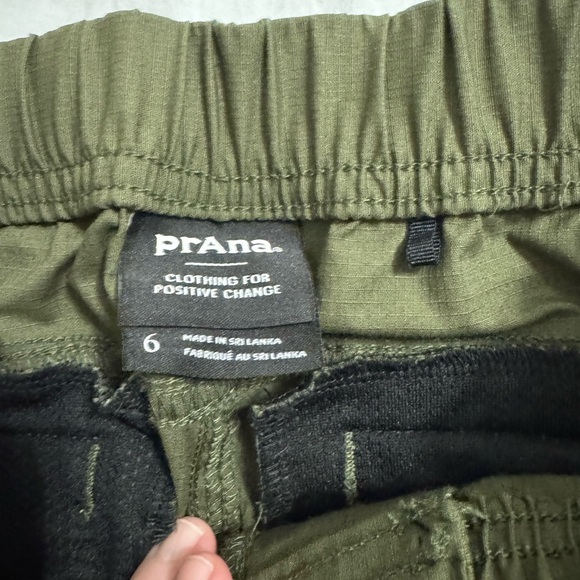 prAna
CLOTHING FOR
POSITIVE CHANGE
6
MADE IN SRI LANKA
FABRIQUÉ AU SRI LANKA